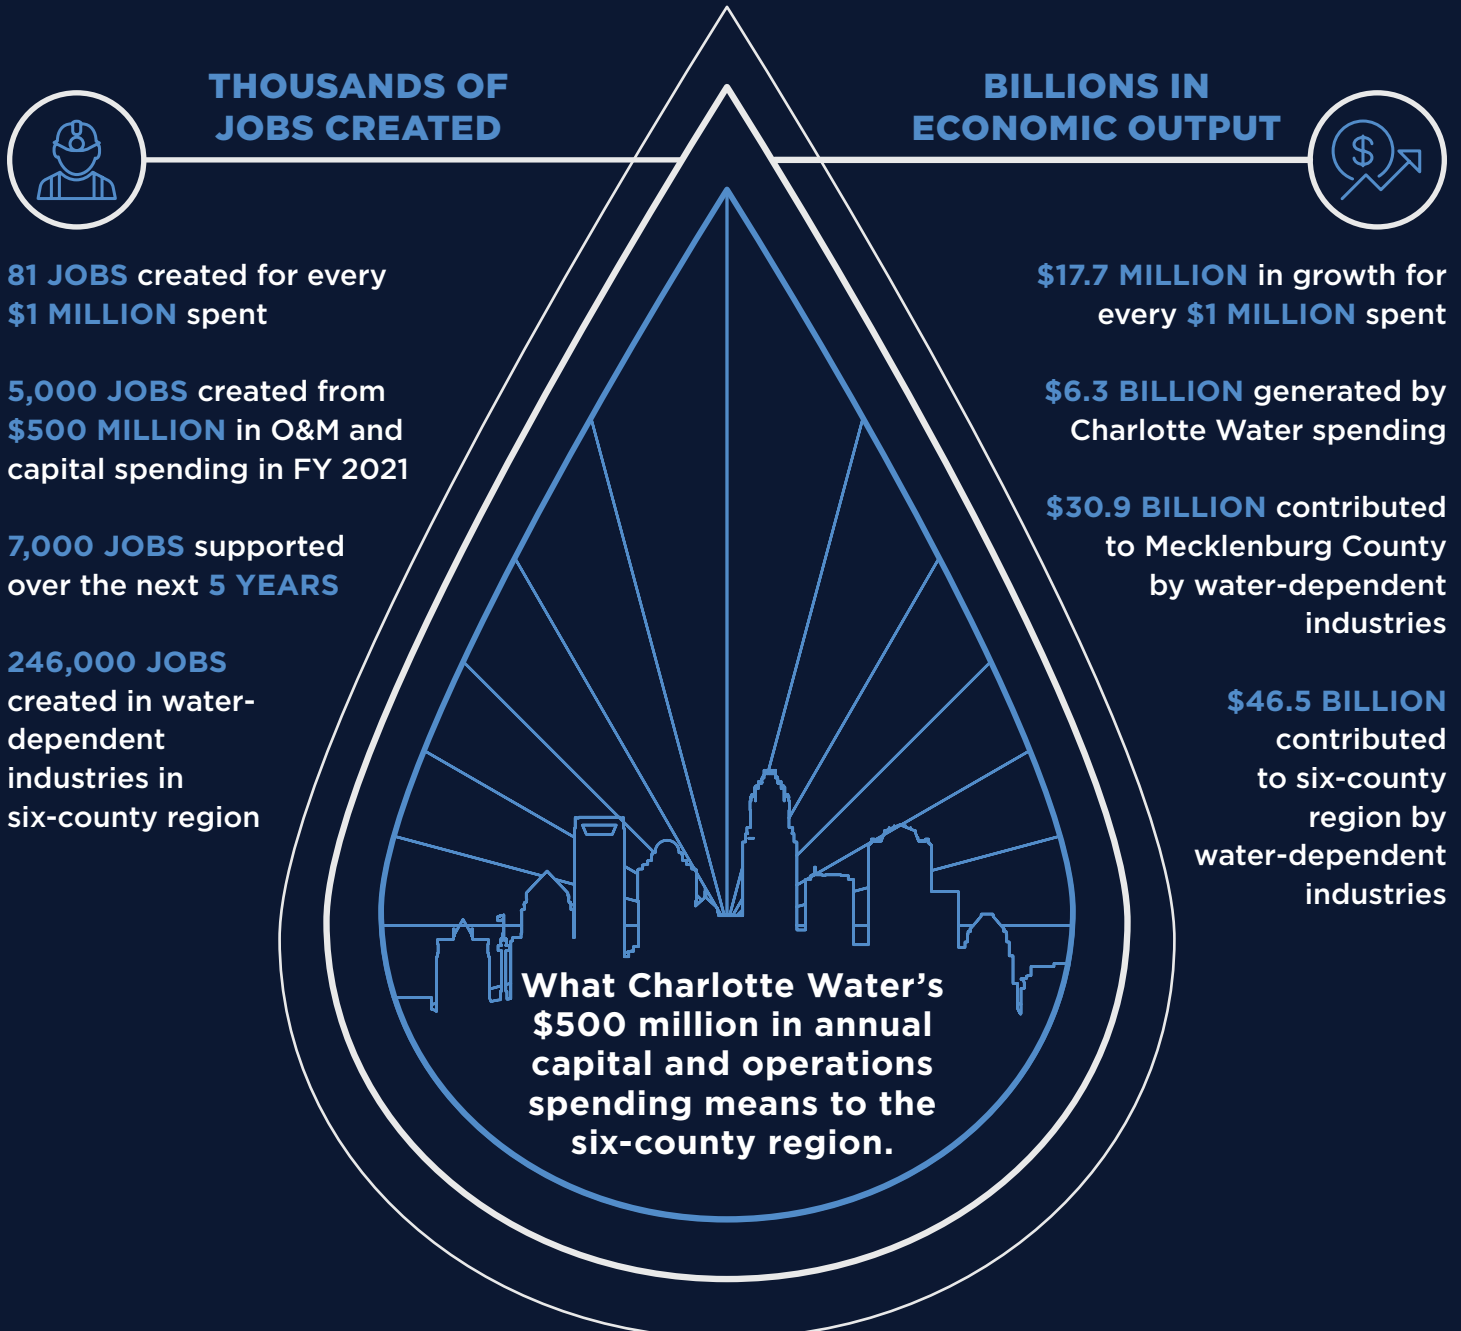 THOUSANDS OF
JOBS CREATED
81 JOBS created for every
$1 MILLION spent
5,000 JOBS created from
$500 MILLION in O&M and
capital spending in FY 2021
7,000 JOBS supported
over the next 5 YEARS
246,000 JOBS
created in water-
dependent
industries in
six-county region
BILLIONS IN
ECONOMIC OUTPUT
$
$17.7 MILLION in growth for
every $1 MILLION spent
$6.3 BILLION generated by
Charlotte Water spending
$30.9 BILLION contributed
to Mecklenburg County
by water-dependent
industries
$46.5 BILLION
contributed
to six-county
region by
water-dependent
industries
What Charlotte Water’s
$500 million in annual
capital and operations
spending means to the
six-county region.